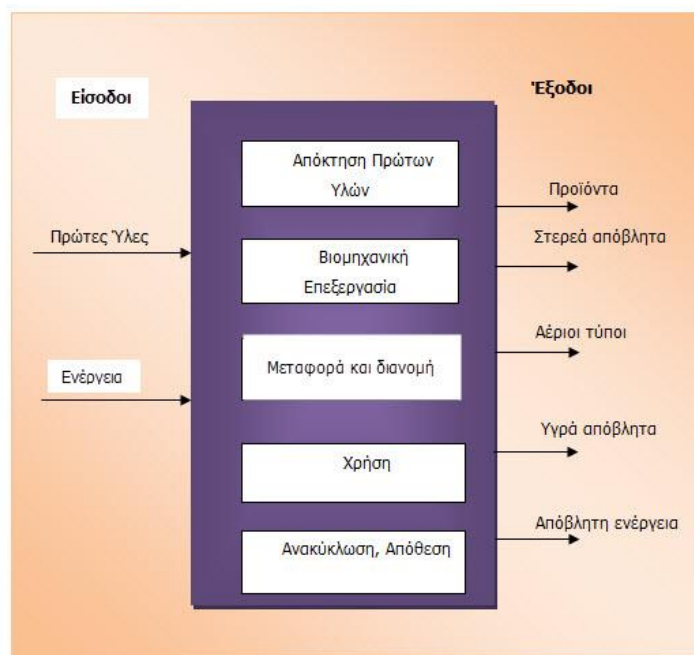 Είσοδοι
Έξοδοι
Απόκτηση Πρώτων
Υλών
Προϊόντα
Πρώτες Ύλες
Στερεά απόβλητα
Βιομηχανική
Επεξεργασία
Αέριοι τύποι
Ενέργεια
Μεταφορά και διανομή
Υγρά απόβλητα
Χρήση
Απόβλητη ενέργεια
Ανακύκλωση, Απόθεση